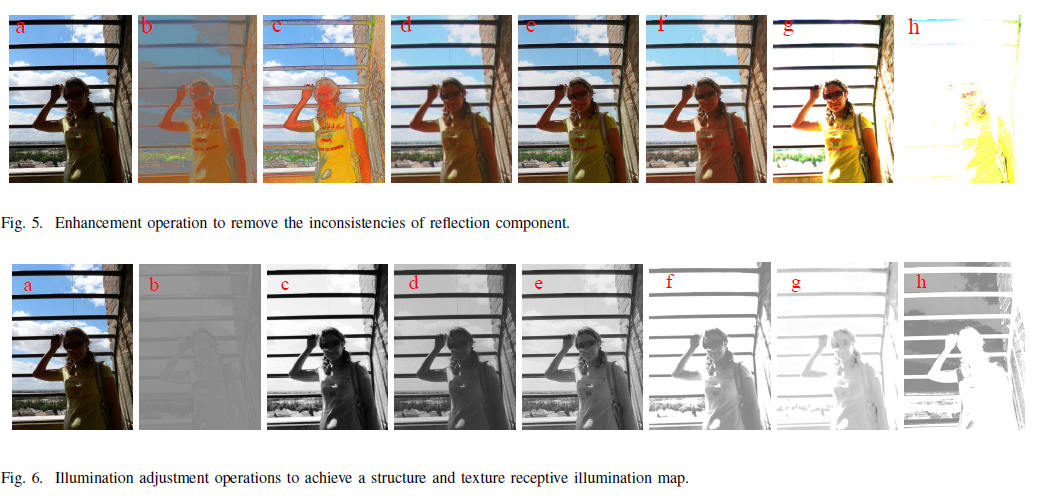 a b c d e f g h
Fig. 5. Enhancement operation to remove the inconsistencies of reflection component.
a b c d e f g h
Fig. 6. Illumination adjustment operations to achieve a structure and texture receptive illumination map.